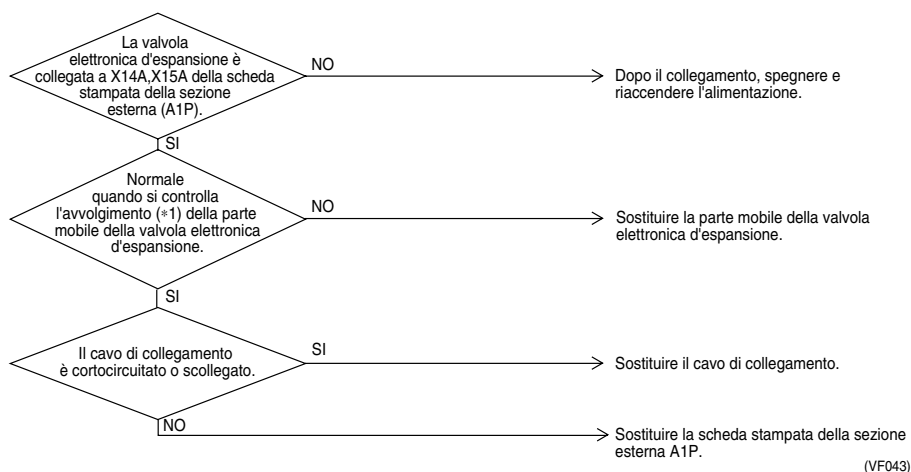 La valvola
elettronica d'espansione è
collegata a X14A,X15A della scheda
stampata della sezione
esterna (A1P).
NO
Dopo il collegamento, spegnere e
riaccendere l'alimentazione.
SI
Normale
quando si controlla
l'avvolgimento (*1) della parte
mobile della valvola elettronica
d'espansione.
NO
Sostituire la parte mobile della valvola
elettronica d'espansione.
SI
Il cavo di collegamento
è cortocircuitato o scollegato.
SI
Sostituire il cavo di collegamento.
NO
Sostituire la scheda stampata della sezione
esterna A1P.
(VF043)